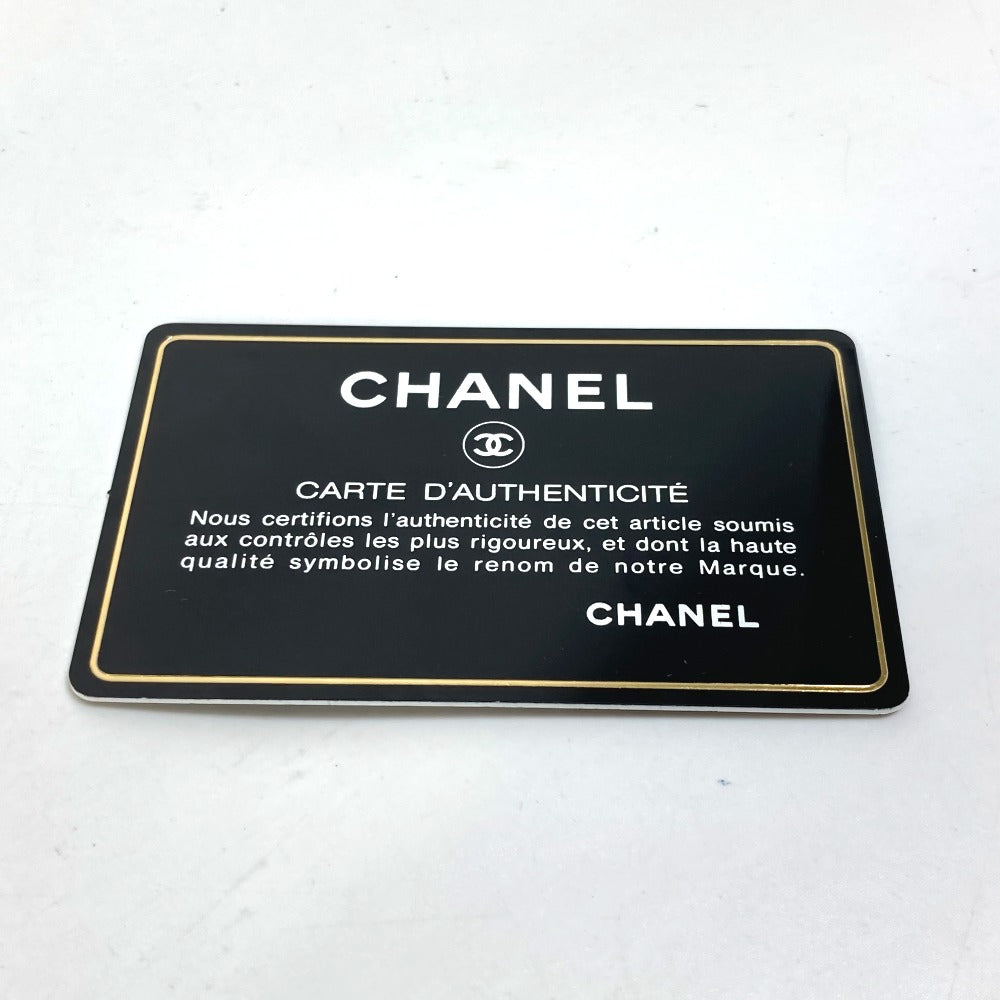 CHANEL
CARTE D'AUTHENTICITÉ
Nous certifions l'authenticité de cet article soumis
aux contrôles les plus rigoureux, et dont la haute
qualité symbolise le renom de notre Marque.
CHANEL